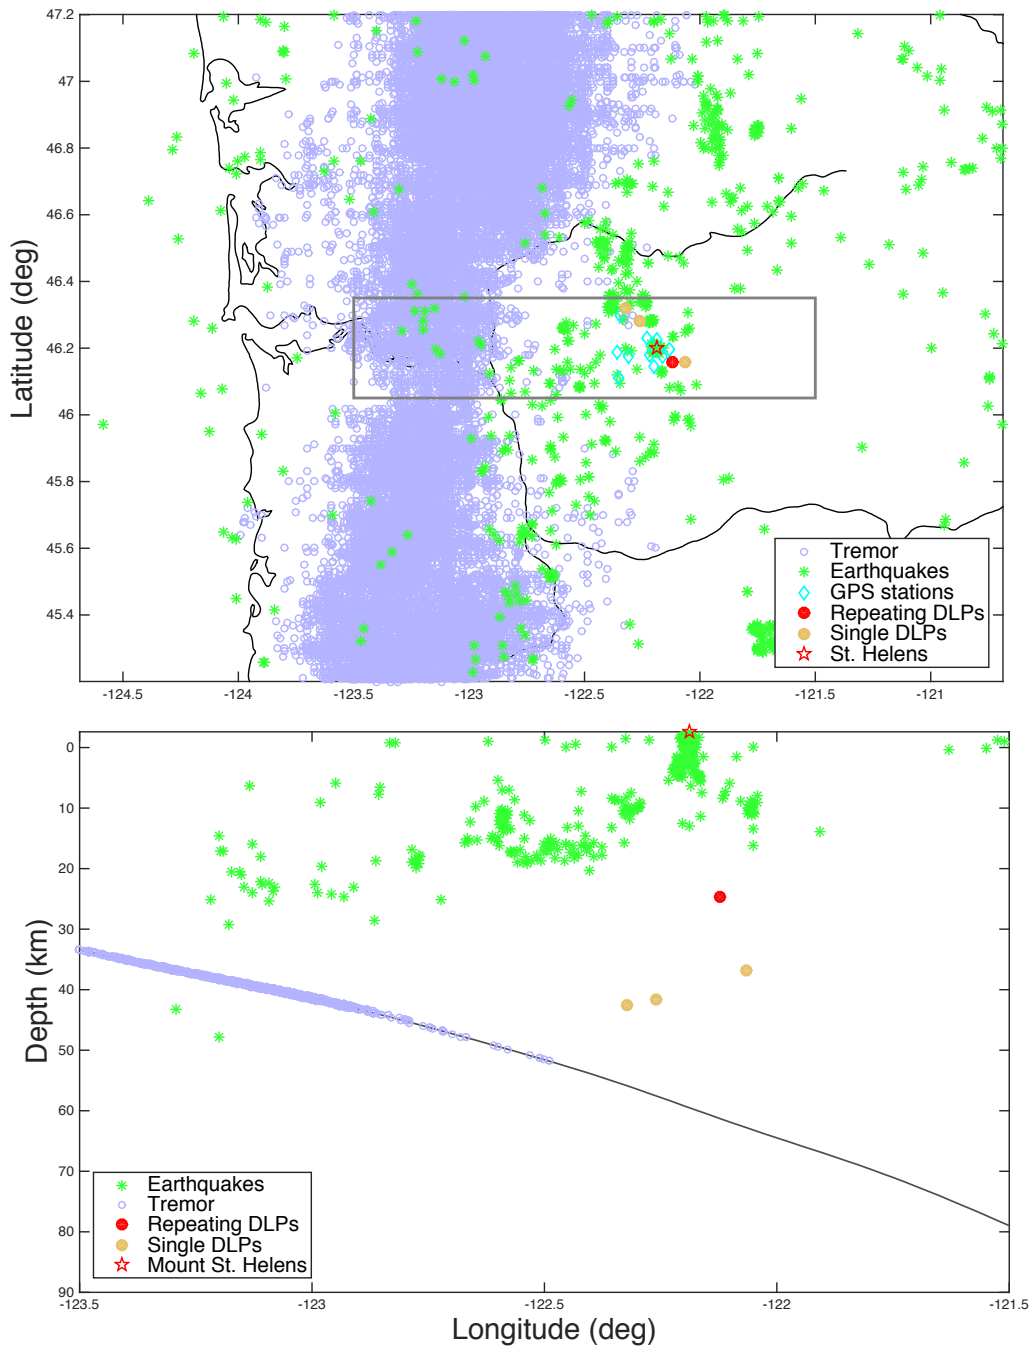 47.2
47
46.8
46.6
46.4
46.2
46
45.8
45.6
45.4
Latitude (deg)
-124.5
-124
-123.5
-123
-122.5
-122
-121.5
-121
Tremor
Earthquakes
GPS stations
Repeating DLPs
Single DLPs
St. Helens
0
10
20
30
40
50
60
70
80
90
Depth (km)
Earthquakes
Tremor
Repeating DLPs
Single DLPs
Mount St. Helens
-123.5
-123
-122.5
-122
-121.5
Longitude (deg)